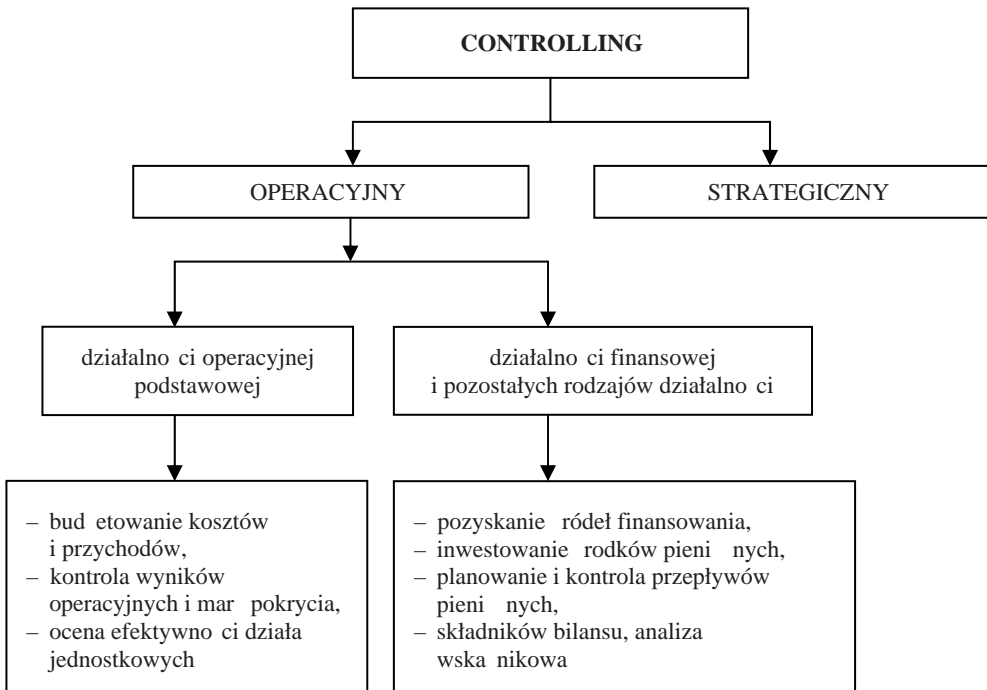 CONTROLLING
OPERACYJNY
STRATEGICZNY
działalno ci operacyjnej
podstawowej
działalno ci finansowej
i pozostałych rodzajów działalno ci
– bud etowanie kosztów
i przychodów,
– kontrola wyników
operacyjnych i mar pokrycia,
– ocena efektywno ci działa
jednostkowych
– pozyskanie ródeł finansowania,
– inwestowanie rodków pieni nych,
– planowanie i kontrola przepływów
pieni nych,
– składników bilansu, analiza
wska nikowa